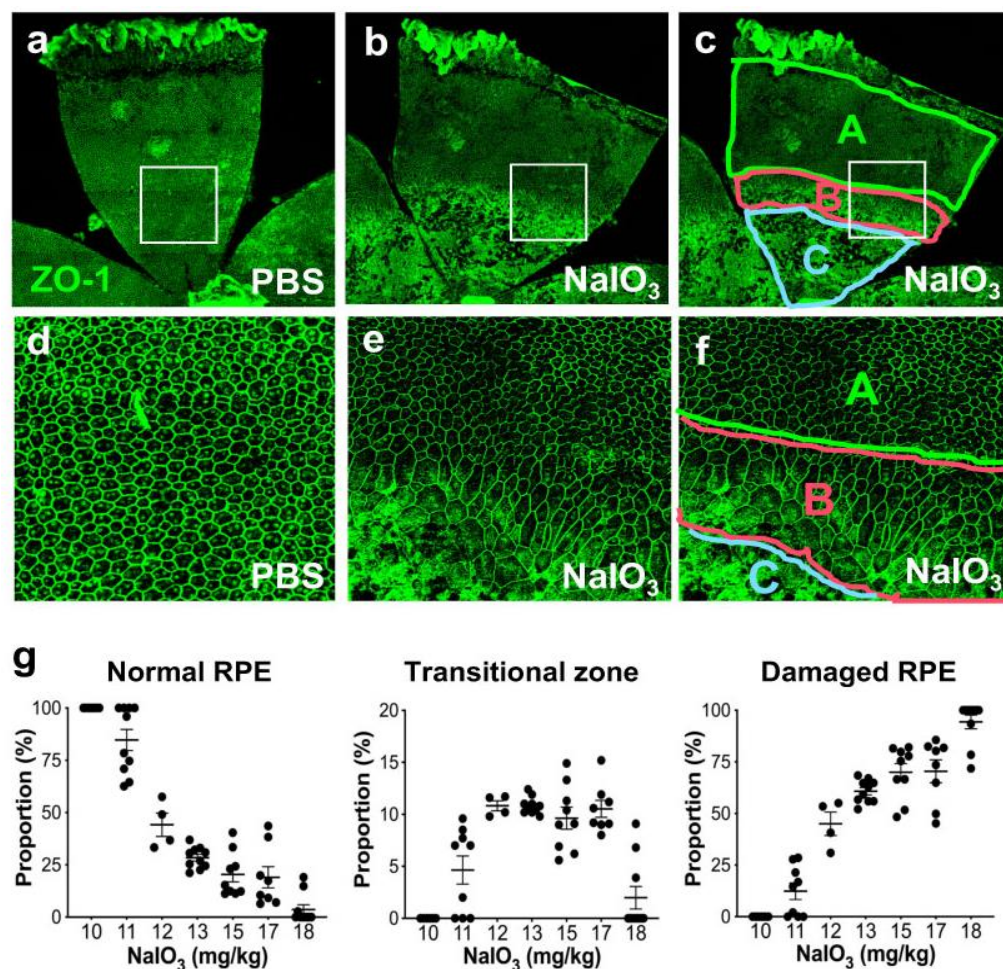 a
ZO-1
PBS
b
NaIO₃
c
A
B
C
NaIO₃
d
PBS
e
NaIO₃
f
A
B
C
NaIO₃
g
Normal RPE
Proportion (%)
100
75
50
25
0
10 11 12 13 15 17 18
NaIO₃ (mg/kg)
Transitional zone
Proportion (%)
20
15
10
5
0
10 11 12 13 15 17 18
NaIO₃ (mg/kg)
Damaged RPE
Proportion (%)
100
75
50
25
0
10 11 12 13 15 17 18
NaIO₃ (mg/kg)